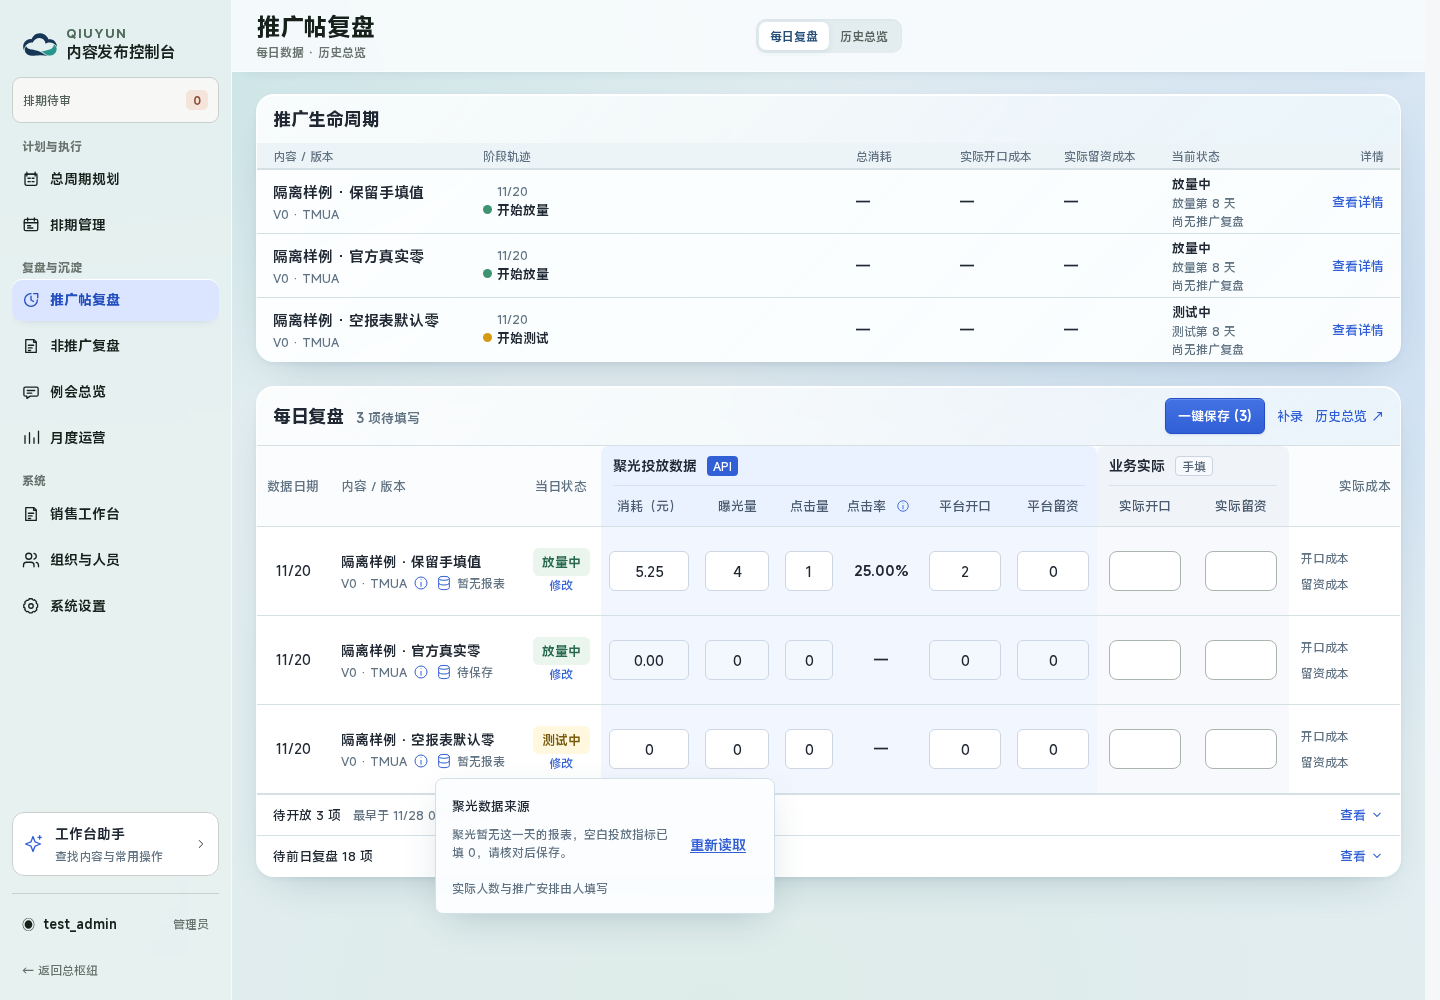 QIUYUN
内容发布控制台
排期待审 0
计划与执行
总周期规划
排期管理
复盘与沉淀
推广帖复盘
非推广复盘
例会总览
月度运营
系统
销售工作台
组织与人员
系统设置
工作台助手
查找内容与常用操作
test_admin 管理员
← 返回总枢纽
推广帖复盘
每日数据 · 历史总览
每日复盘 历史总览
推广生命周期
内容 / 版本 阶段轨迹 总消耗 实际开口成本 实际留资成本 当前状态 详情
隔离样例 · 保留手填值
V0 · TMUA
11/20
开始放量
— — —
放量中
放量第 8 天
尚无推广复盘
查看详情
隔离样例 · 官方真实零
V0 · TMUA
11/20
开始放量
— — —
放量中
放量第 8 天
尚无推广复盘
查看详情
隔离样例 · 空报表默认零
V0 · TMUA
11/20
开始测试
— — —
测试中
测试第 8 天
尚无推广复盘
查看详情
每日复盘 3 项待填写
一键保存 (3) 补录 历史总览 ↗
数据日期 内容 / 版本 当日状态
聚光投放数据 API
消耗（元） 曝光量 点击量 点击率 平台开口 平台留资
业务实际 手填
实际开口 实际留资
实际成本
11/20
隔离样例 · 保留手填值
V0 · TMUA 暂无报表
放量中
修改
5.25 4 1 25.00% 2 0
开口成本
留资成本
11/20
隔离样例 · 官方真实零
V0 · TMUA 待保存
放量中
修改
0.00 0 0 — 0 0
开口成本
留资成本
11/20
隔离样例 · 空报表默认零
V0 · TMUA 暂无报表
测试中
修改
0 0 0 — 0 0
开口成本
留资成本
待开放 3 项 最早于 11/28 0
查看
待前日复盘 18 项
查看
聚光数据来源
聚光暂无这一天的报表，空白投放指标已
填 0，请核对后保存。
重新读取
实际人数与推广安排由人填写